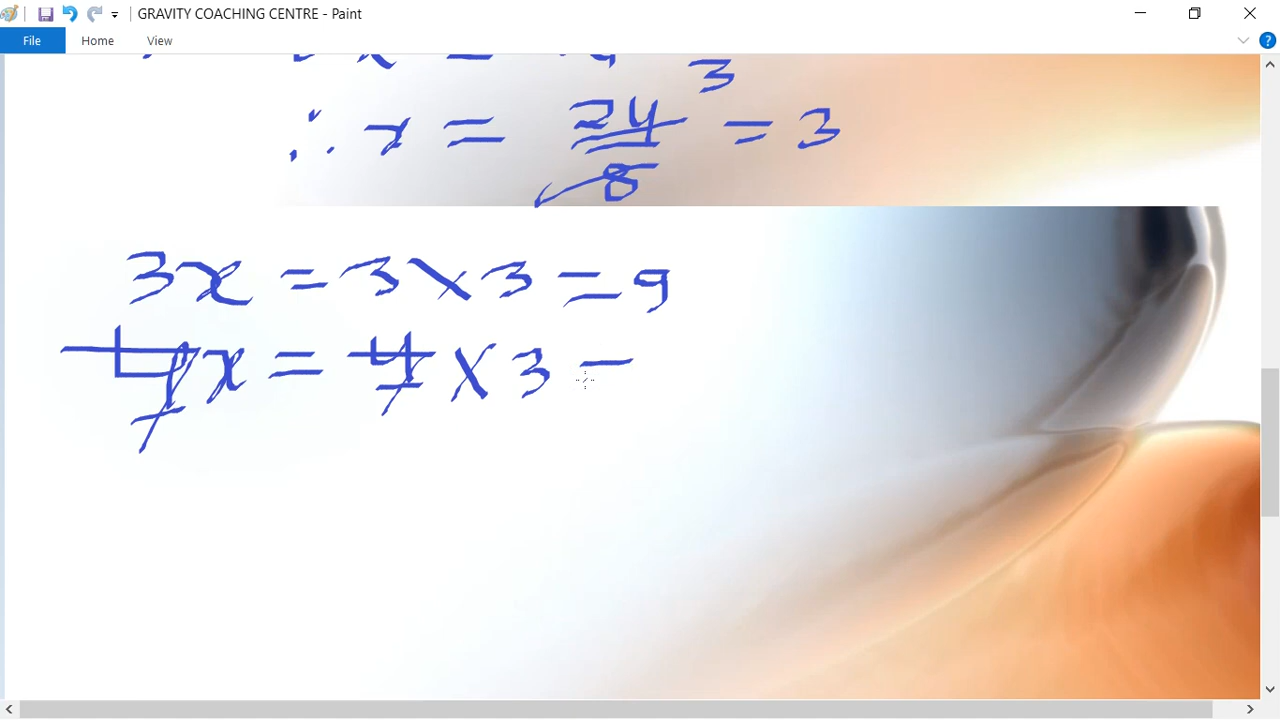 GRAVITY COACHING CENTRE - Paint
File Home View
3
∴ x = 24/8 = 3
3x = 3 × 3 = 9
4x = 4 × 3 =